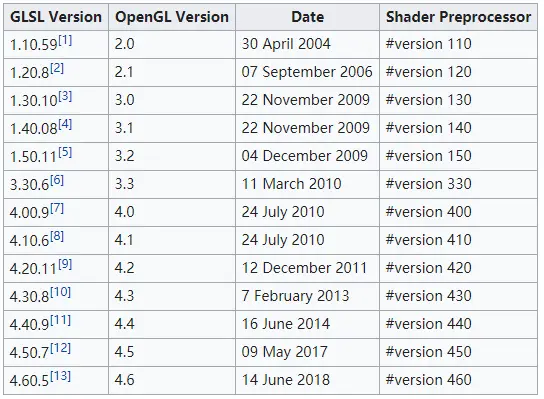 GLSL Version OpenGL Version Date Shader Preprocessor
1.10.59[1] 2.0 30 April 2004 #version 110
1.20.8[2] 2.1 07 September 2006 #version 120
1.30.10[3] 3.0 22 November 2009 #version 130
1.40.08[4] 3.1 22 November 2009 #version 140
1.50.11[5] 3.2 04 December 2009 #version 150
3.30.6[6] 3.3 11 March 2010 #version 330
4.00.9[7] 4.0 24 July 2010 #version 400
4.10.6[8] 4.1 24 July 2010 #version 410
4.20.11[9] 4.2 12 December 2011 #version 420
4.30.8[10] 4.3 7 February 2013 #version 430
4.40.9[11] 4.4 16 June 2014 #version 440
4.50.7[12] 4.5 09 May 2017 #version 450
4.60.5[13] 4.6 14 June 2018 #version 460